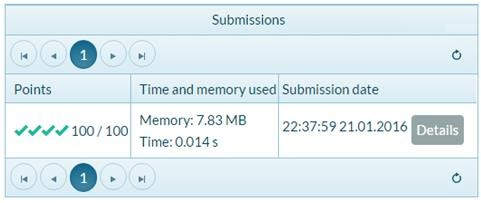 Submissions
1
Points Time and memory used Submission date
100 / 100 Memory: 7.83 MB 22:37:59 21.01.2016 Details
Time: 0.014 s
1